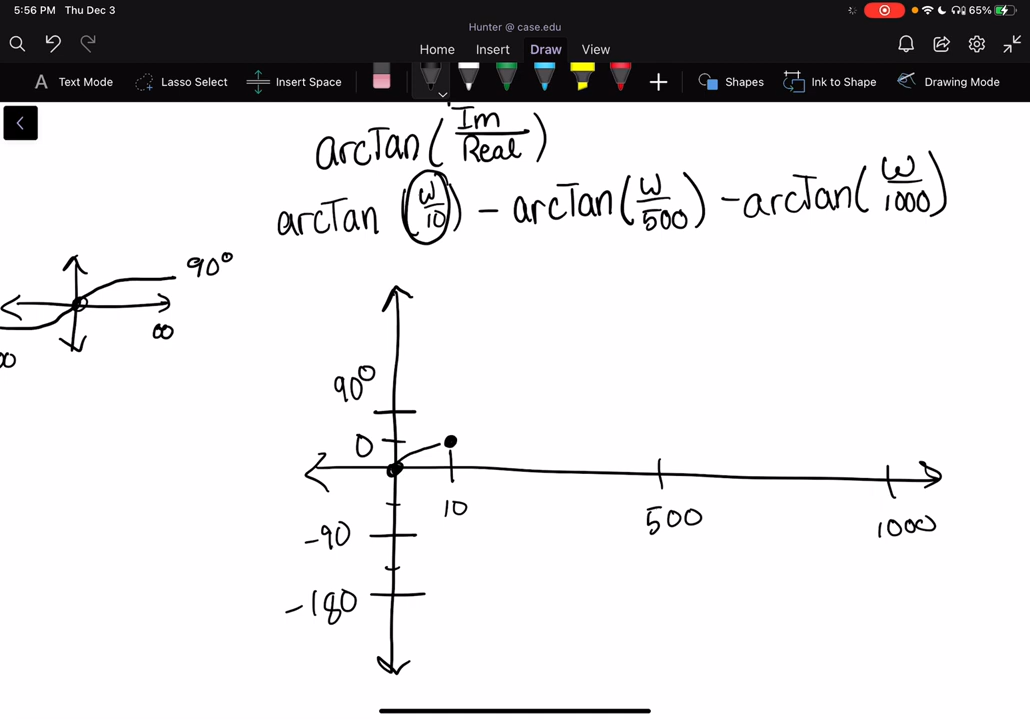 5:56 PM Thu Dec 3
65%
Hunter @ case.edu
Home Insert Draw View
A Text Mode Lasso Select Insert Space Shapes Ink to Shape Drawing Mode
arcTan(Im/Real)
arcTan (ω/10) - arcTan(ω/500) - arcTan(ω/1000)
90°
∞
∞
90°
0
10
500
1000
-90
-180